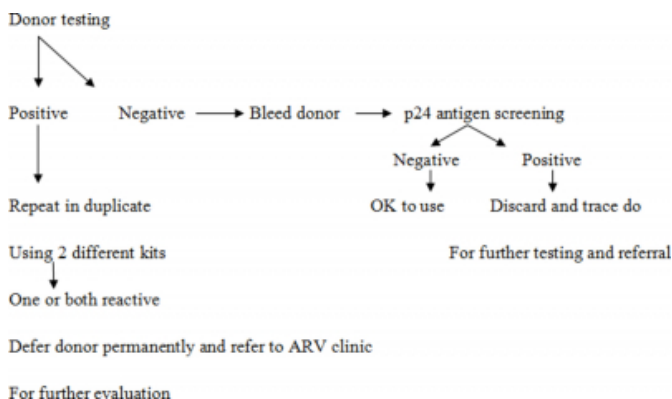 Donor testing
Positive Negative Bleed donor p24 antigen screening
Negative Positive
Repeat in duplicate OK to use Discard and trace do
Using 2 different kits For further testing and referral
One or both reactive
Defer donor permanently and refer to ARV clinic
For further evaluation